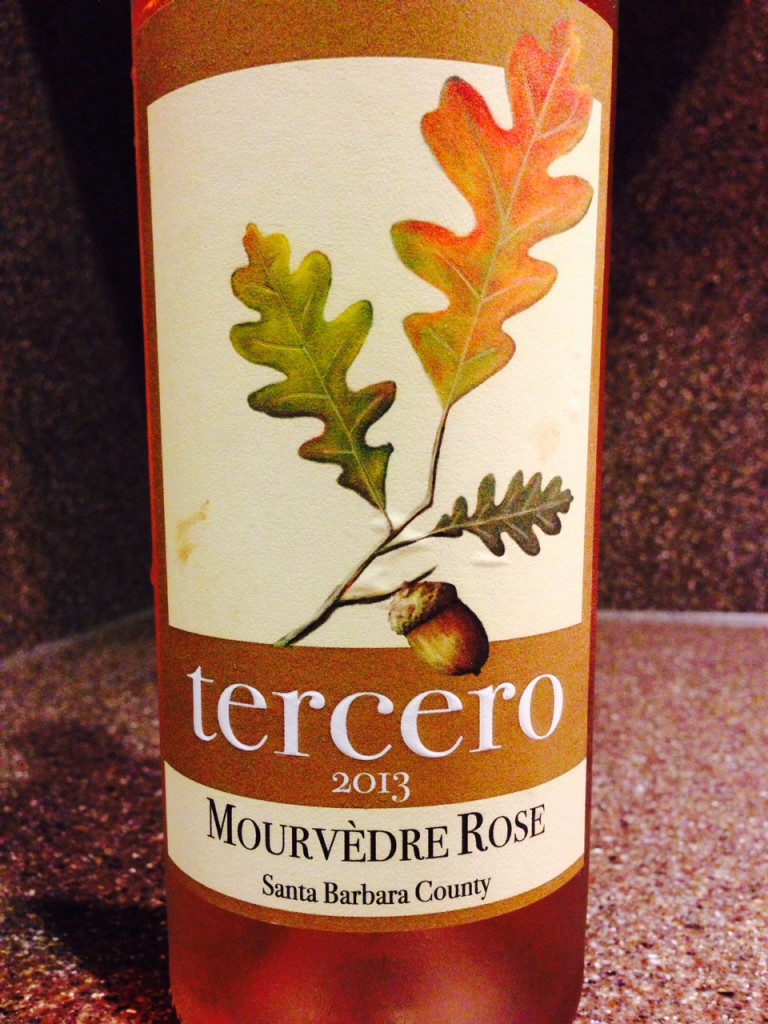 tercero
2013
MOURVÈDRE ROSE
Santa Barbara County